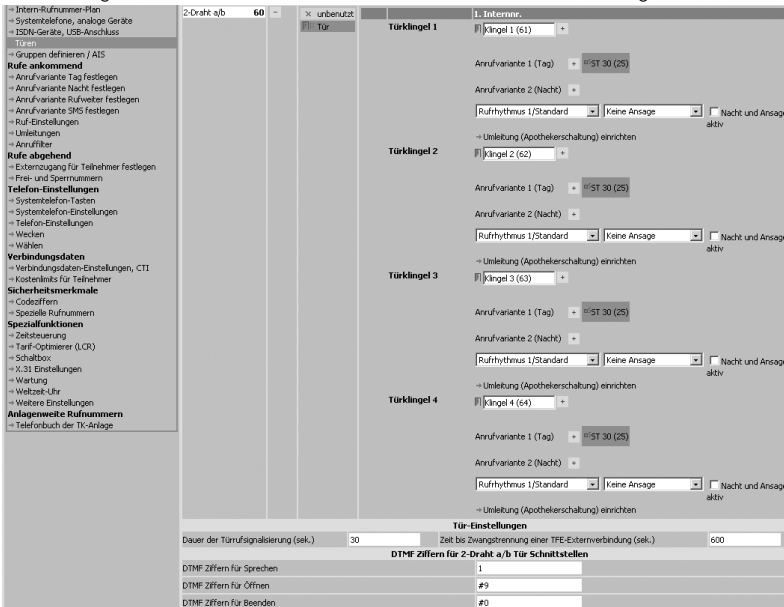 Intern-Rufnummer-Plan
Systemtelefone, analoge Geräte
ISDN-Geräte, USB-Anschluss
Türen
Gruppen definieren / AIS
Rufe ankommend
Anrufvariante Tag festlegen
Anrufvariante Nacht festlegen
Anrufvariante Rufweiter festlegen
Anrufvariante SMS festlegen
Ruf-Einstellungen
Umleitungen
Anruffilter
Rufe abgehend
Externzugang für Teilnehmer festlegen
Frei- und Sperrnummern
Telefon-Einstellungen
Systemtelefon-Tasten
Systemtelefon-Einstellungen
Telefon-Einstellungen
Wecken
Wählen
Verbindungsdaten
Verbindungsdaten-Einstellungen, CTI
Kostenlimits für Teilnehmer
Sicherheitsmerkmale
Codeziffern
Spezielle Rufnummern
Spezialfunktionen
Zeitsteuerung
Tarif-Optimierer (LCR)
Schaltbox
X.31 Einstellungen
Wartung
Weltzeit-Uhr
Weitere Einstellungen
Anlagenweite Rufnummern
Telefonbuch der TK-Anlage
2-Draht a/b 60 -
× unbenutzt
Tür
1. Internnr.
Türklingel 1 Klingel 1 (61) +
Anrufvariante 1 (Tag) + ST 30 (25)
Anrufvariante 2 (Nacht) +
Rufrhythmus 1/Standard Keine Ansage Nacht und Ansage
aktiv
Umleitung (Apothekerschaltung) einrichten
Türklingel 2 Klingel 2 (62) +
Anrufvariante 1 (Tag) + ST 30 (25)
Anrufvariante 2 (Nacht) +
Rufrhythmus 1/Standard Keine Ansage Nacht und Ansage
aktiv
Umleitung (Apothekerschaltung) einrichten
Türklingel 3 Klingel 3 (63) +
Anrufvariante 1 (Tag) + ST 30 (25)
Anrufvariante 2 (Nacht) +
Rufrhythmus 1/Standard Keine Ansage Nacht und Ansage
aktiv
Umleitung (Apothekerschaltung) einrichten
Türklingel 4 Klingel 4 (64) +
Anrufvariante 1 (Tag) + ST 30 (25)
Anrufvariante 2 (Nacht) +
Rufrhythmus 1/Standard Keine Ansage Nacht und Ansage
aktiv
Umleitung (Apothekerschaltung) einrichten
Tür-Einstellungen
Dauer der Türrufsignalisierung (sek.) 30 Zeit bis Zwangstrennung einer TFE-Externverbindung (sek.) 600
DTMF Ziffern für 2-Draht a/b Tür Schnittstellen
DTMF Ziffern für Sprechen 1
DTMF Ziffern für Öffnen #9
DTMF Ziffern für Beenden #0